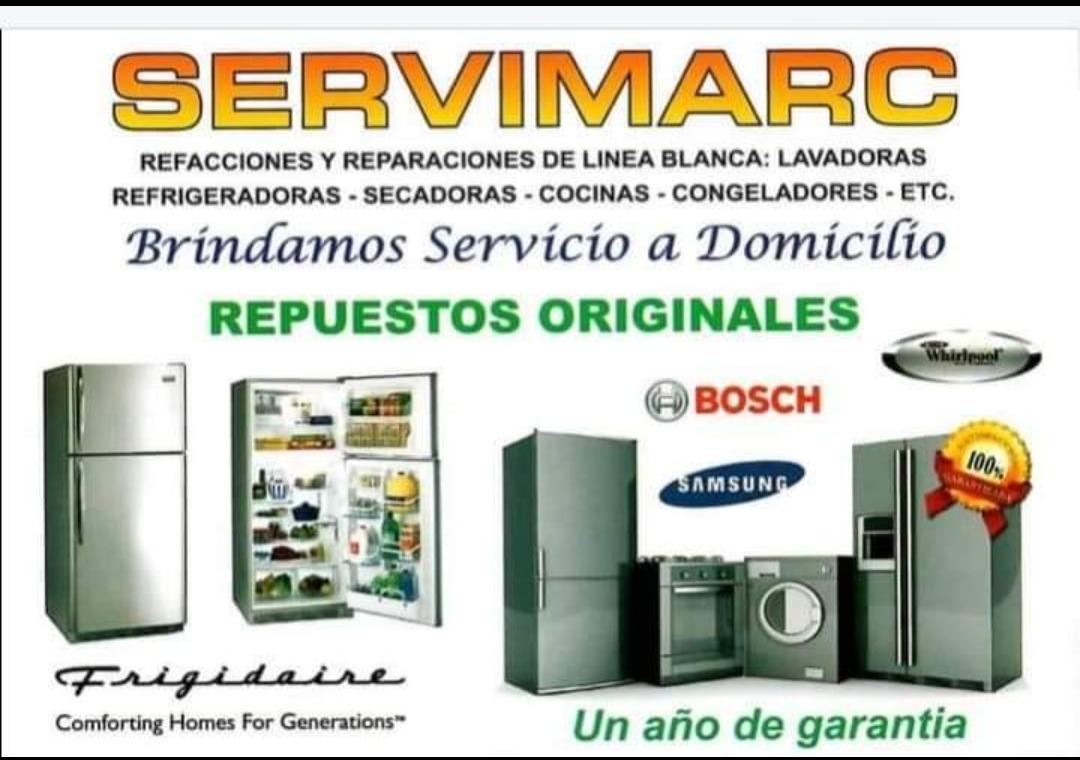 SERVIMARC
REFACCIONES Y REPARACIONES DE LINEA BLANCA: LAVADORAS
REFRIGERADORAS - SECADORAS - COCINAS - CONGELADORES - ETC.
Brindamos Servicio a Domicilio
REPUESTOS ORIGINALES
Whirlpool
BOSCH
SAMSUNG
100%
Frigidaire
Comforting Homes For Generations™
Un año de garantia